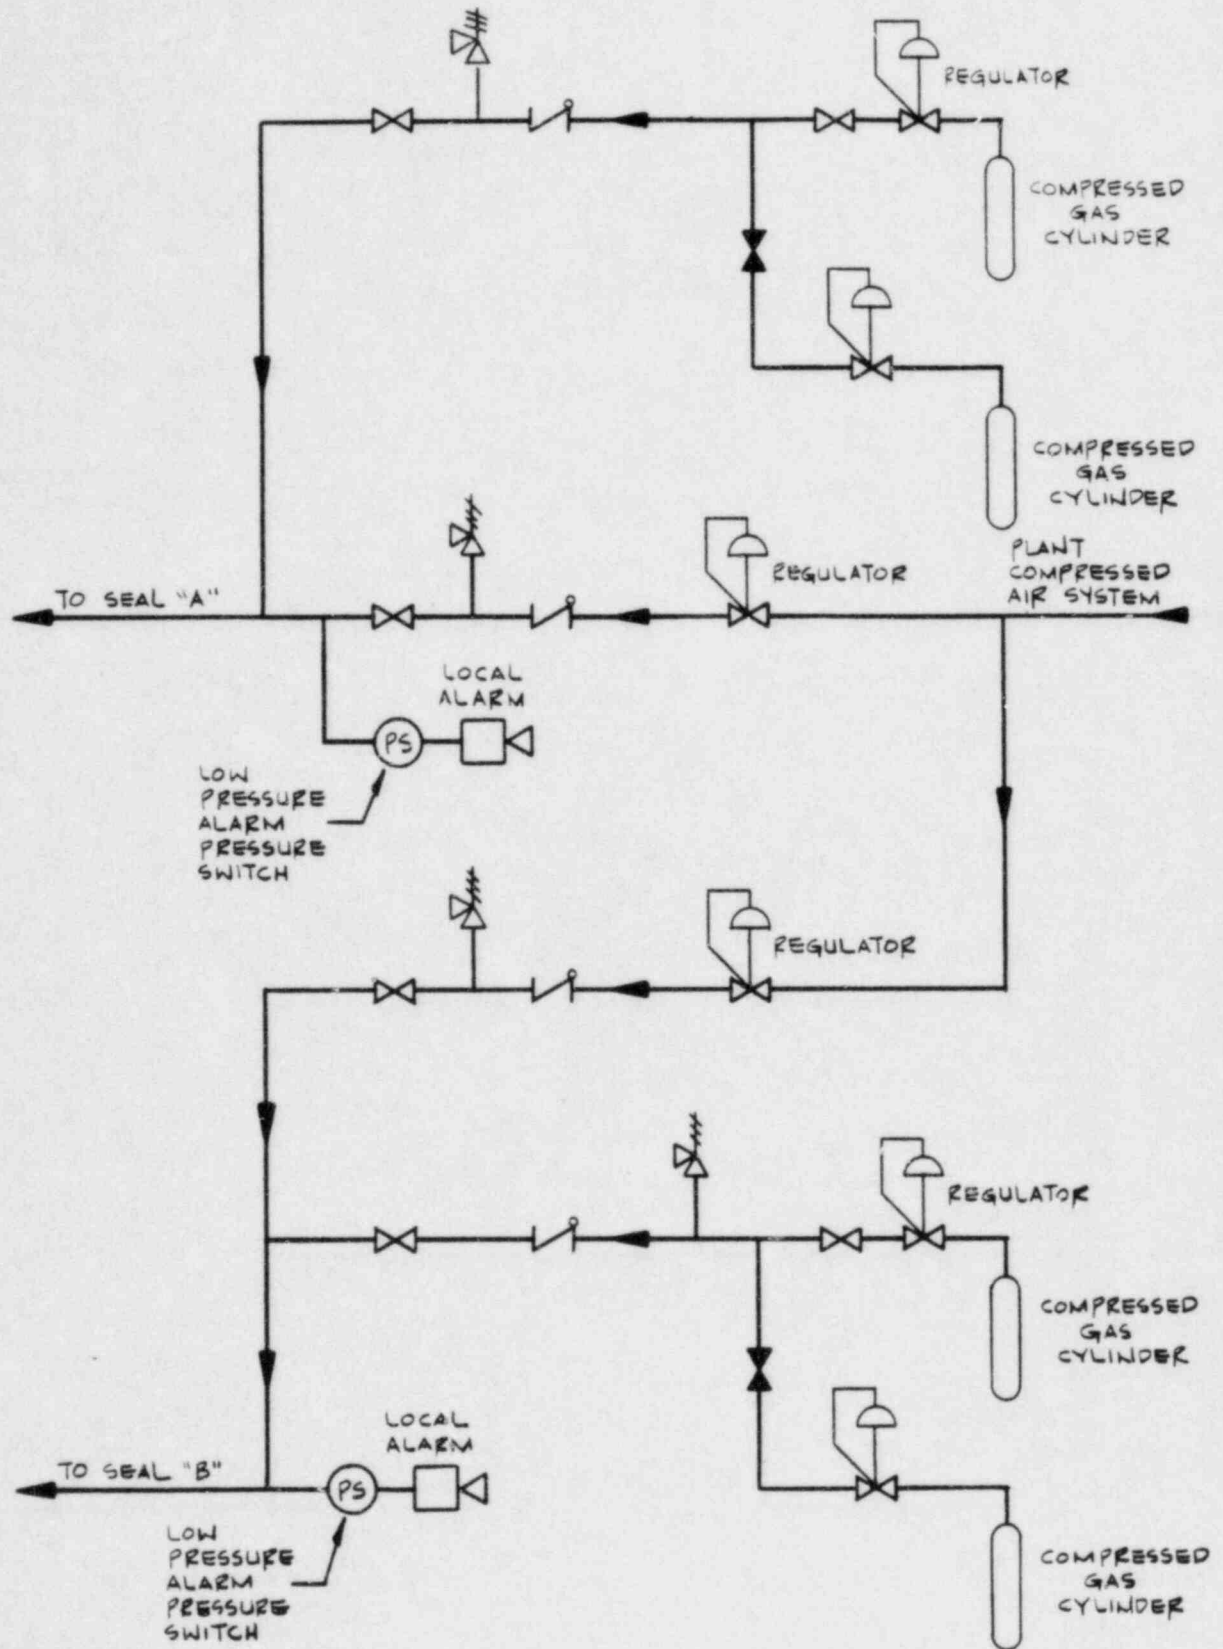 REGULATOR
COMPRESSED
GAS
CYLINDER
COMPRESSED
GAS
CYLINDER
PLANT
COMPRESSED
AIR SYSTEM
REGULATOR
TO SEAL "A"
LOCAL
ALARM
PS
LOW
PRESSURE
ALARM
PRESSURE
SWITCH
REGULATOR
REGULATOR
COMPRESSED
GAS
CYLINDER
LOCAL
ALARM
TO SEAL "B"
PS
LOW
PRESSURE
ALARM
PRESSURE
SWITCH
COMPRESSED
GAS
CYLINDER